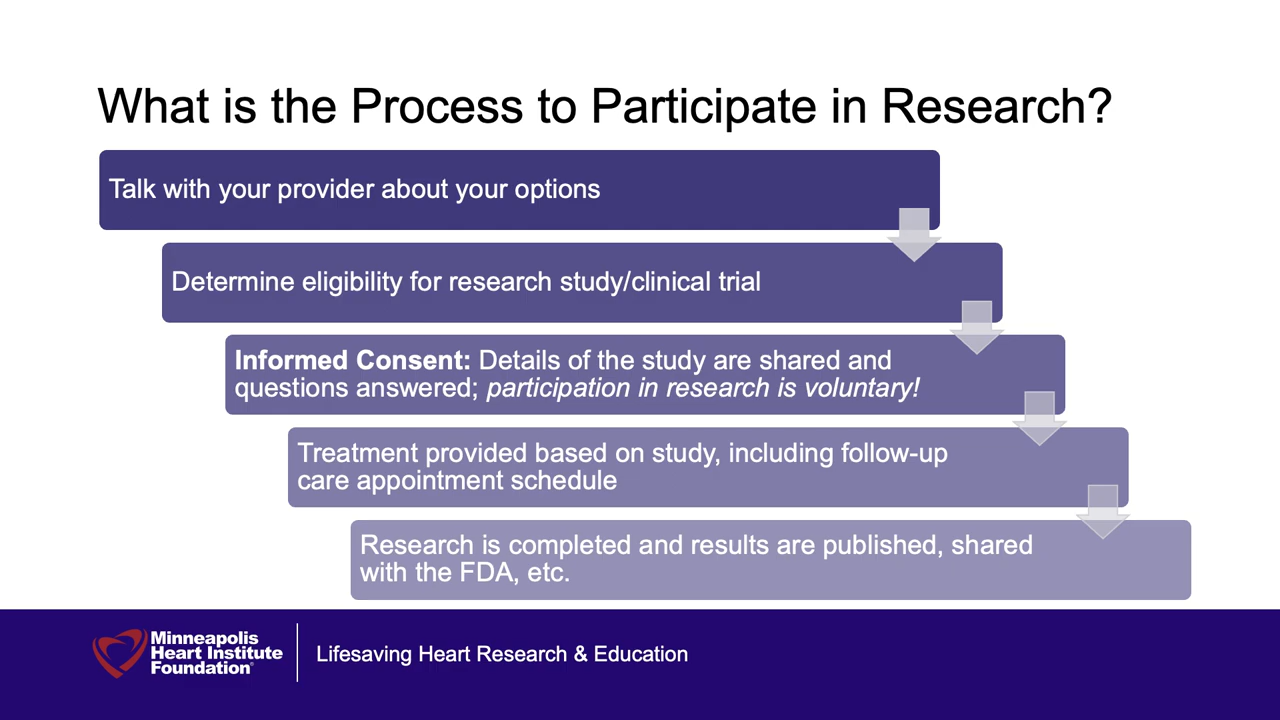 What is the Process to Participate in Research?
Talk with your provider about your options
Determine eligibility for research study/clinical trial
Informed Consent: Details of the study are shared and
questions answered; participation in research is voluntary!
Treatment provided based on study, including follow-up
care appointment schedule
Research is completed and results are published, shared
with the FDA, etc.
Minneapolis
Heart Institute
Foundation®
Lifesaving Heart Research & Education